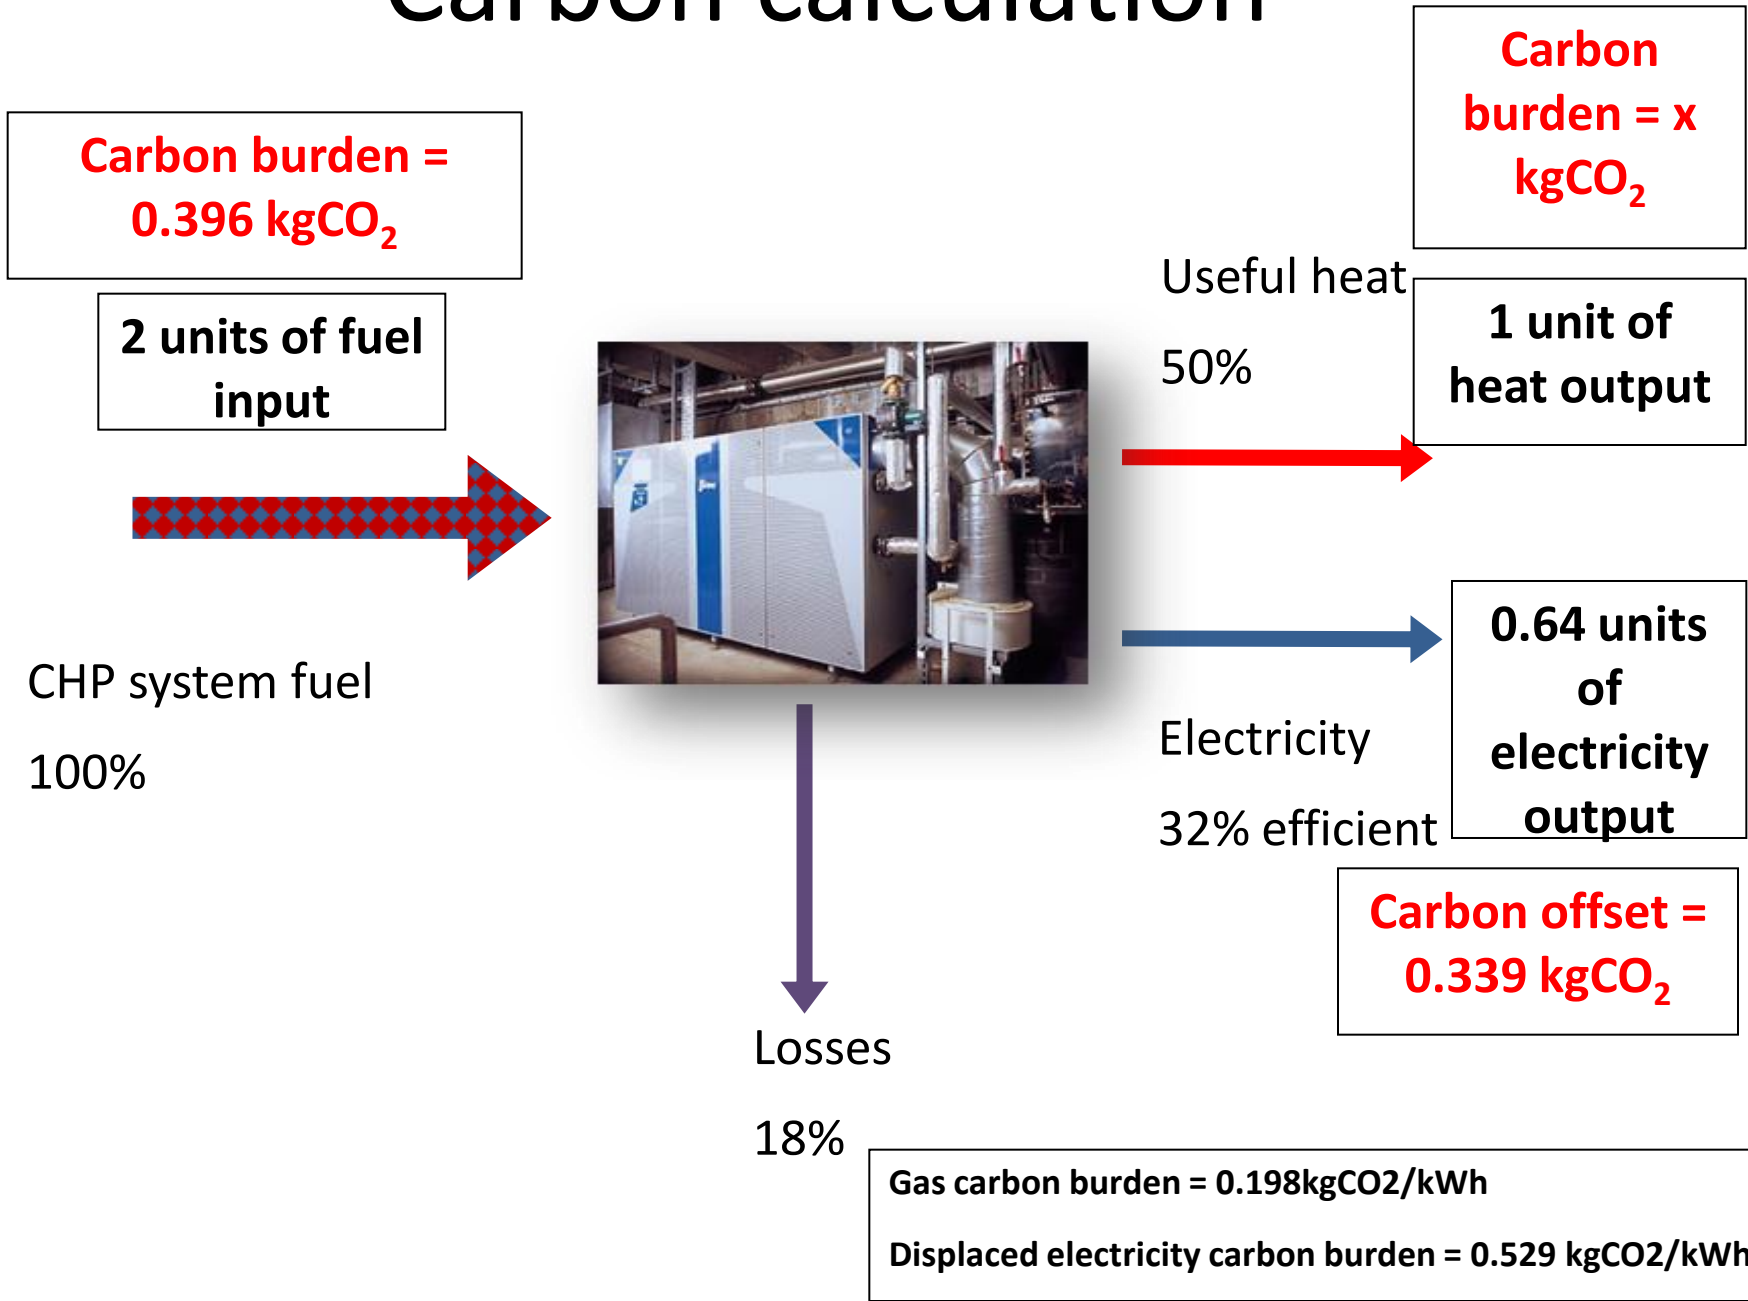 Carbon calculation
Carbon
burden = x
kgCO₂
Carbon burden =
0.396 kgCO₂
2 units of fuel
input
Useful heat
50%
1 unit of
heat output
CHP system fuel
100%
Electricity
32% efficient
0.64 units
of
electricity
output
Carbon offset =
0.339 kgCO₂
Losses
18%
Gas carbon burden = 0.198kgCO2/kWh
Displaced electricity carbon burden = 0.529 kgCO2/kWh